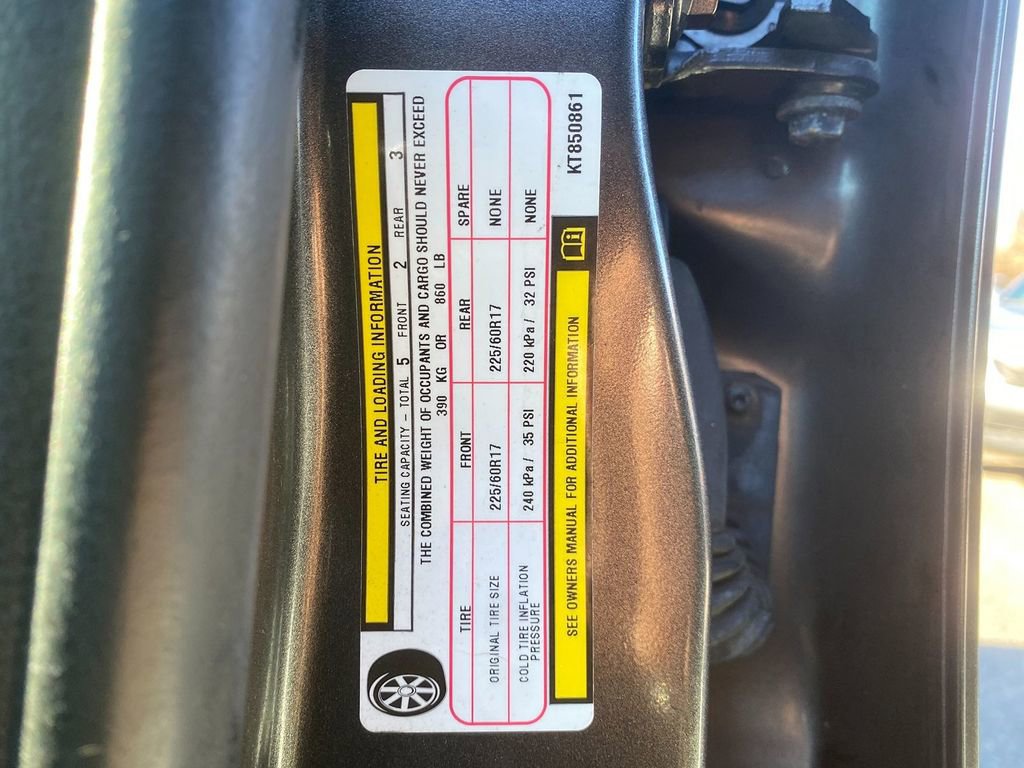 TIRE AND LOADING INFORMATION
SEATING CAPACITY – TOTAL 5 FRONT 2 REAR 3
THE COMBINED WEIGHT OF OCCUPANTS AND CARGO SHOULD NEVER EXCEED
390 KG OR 860 LB
TIRE FRONT REAR SPARE
ORIGINAL TIRE SIZE 225/60R17 225/60R17 NONE
COLD TIRE INFLATION
PRESSURE 240 kPa / 35 PSI 220 kPa / 32 PSI NONE
SEE OWNERS MANUAL FOR ADDITIONAL INFORMATION
KT850861